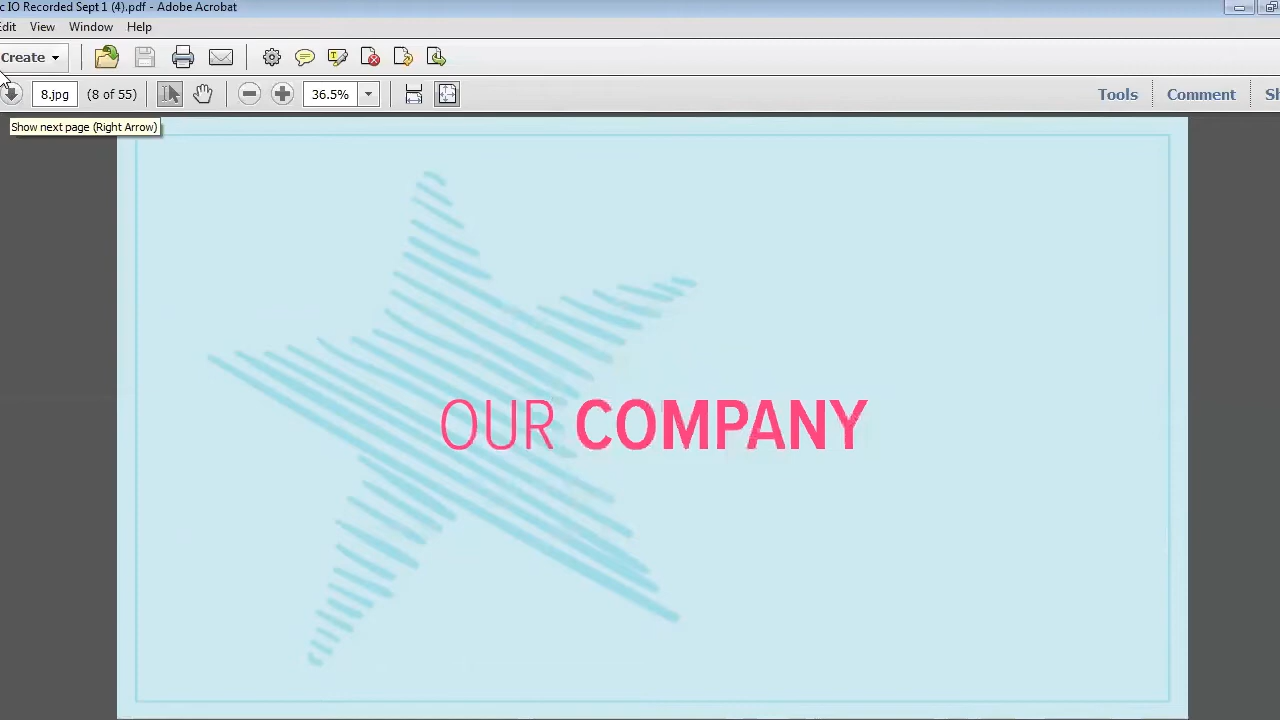 c IO Recorded Sept 1 (4).pdf - Adobe Acrobat
Edit View Window Help
Create
8.jpg (8 of 55) 36.5% Tools Comment Sh
Show next page (Right Arrow)
OUR COMPANY